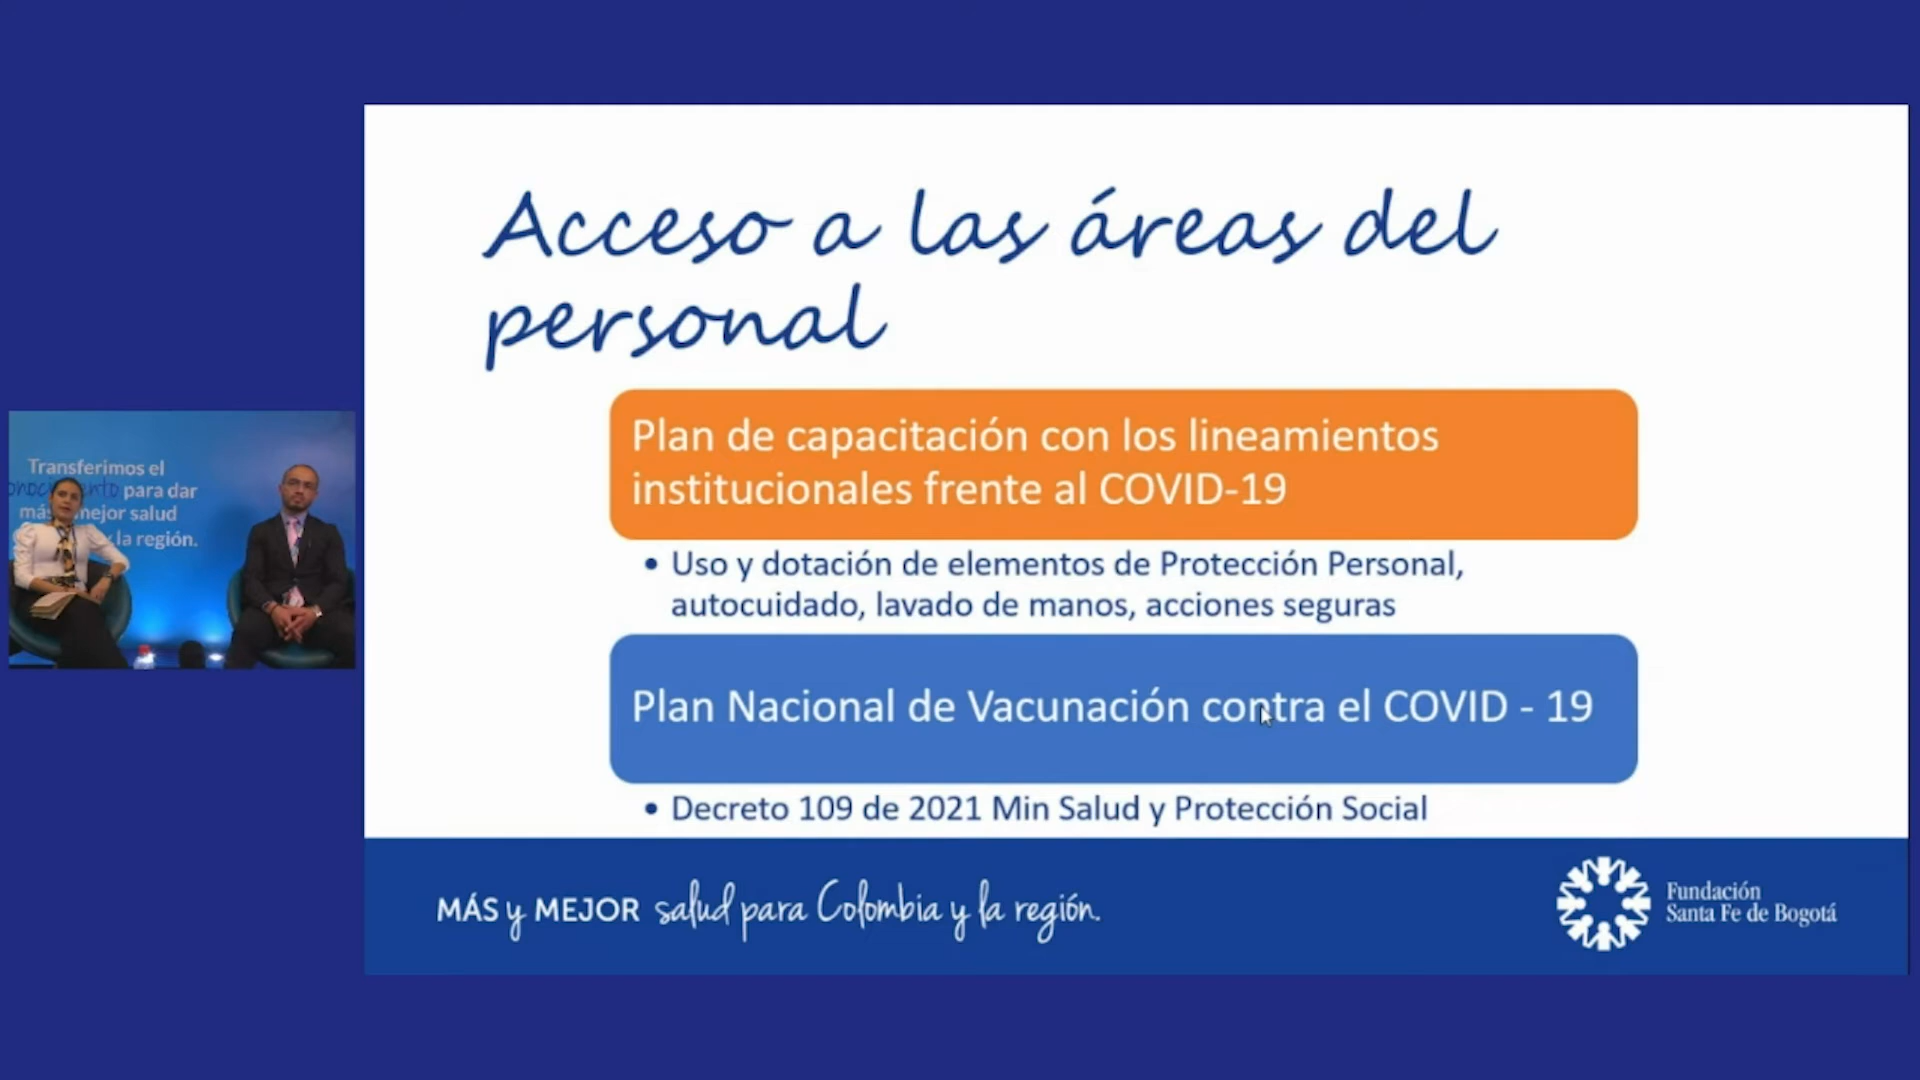 Acceso a las áreas del
personal
Plan de capacitación con los lineamientos
institucionales frente al COVID-19
• Uso y dotación de elementos de Protección Personal,
autocuidado, lavado de manos, acciones seguras
Plan Nacional de Vacunación contra el COVID - 19
• Decreto 109 de 2021 Min Salud y Protección Social
MÁS y MEJOR salud para Colombia y la región.
Fundación
Santa Fe de Bogotá
Transferimos el
para dar
mejor salud
la región.